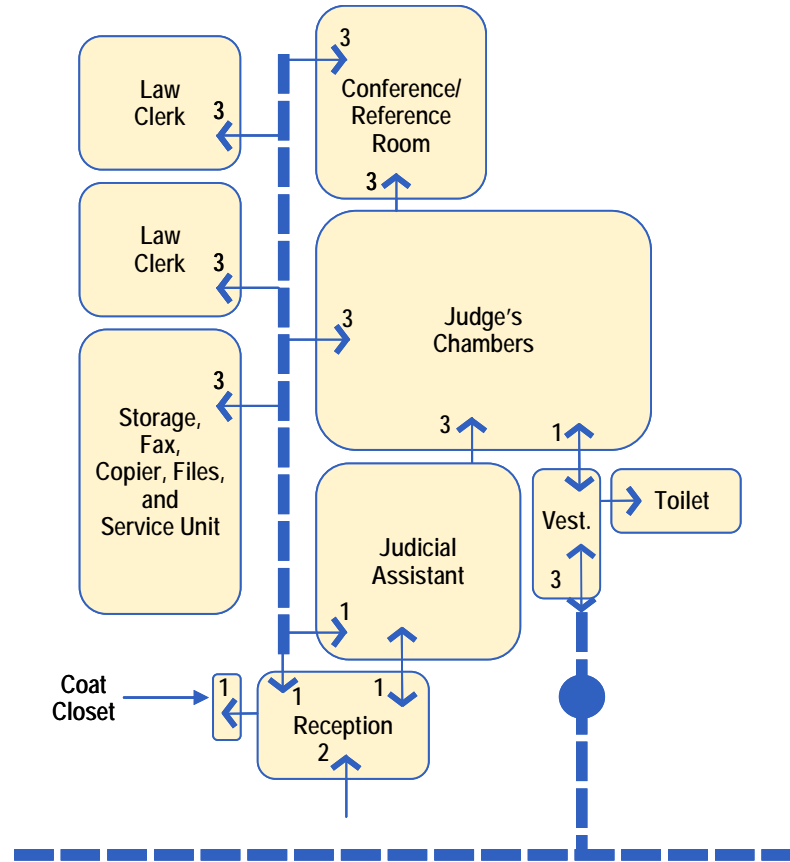 Law
Clerk
3
3
Conference/
Reference
Room
3
Law
Clerk
3
3
Judge's
Chambers
3
1
3
Storage,
Fax,
Copier, Files,
and
Service Unit
Judicial
Assistant
1
1
Vest.
3
Toilet
Coat
Closet
1
1
Reception
2